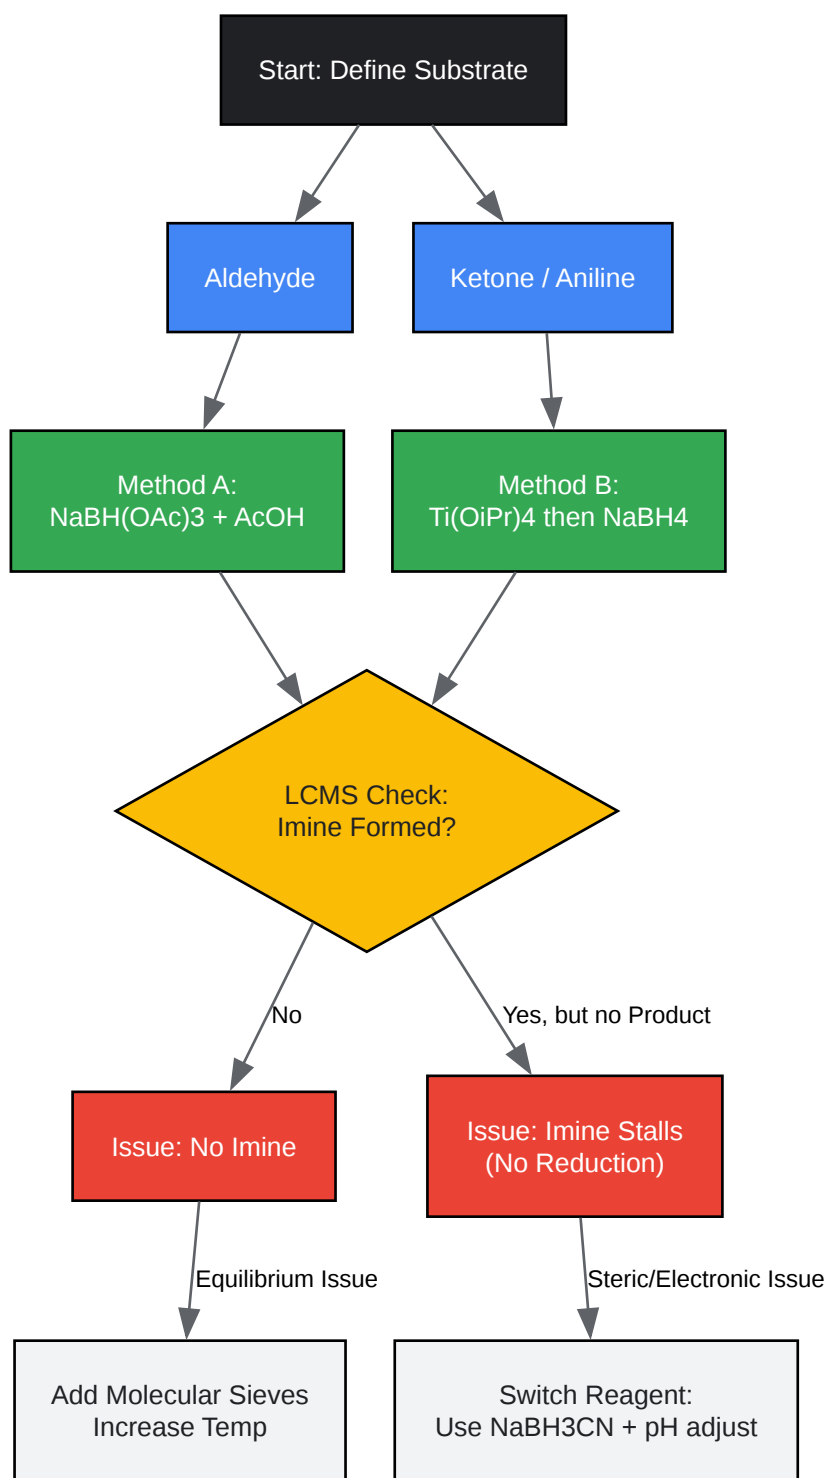 Start: Define Substrate
Aldehyde
Ketone / Aniline
Method A:
NaBH(OAc)3 + AcOH
Method B:
Ti(OiPr)4 then NaBH4
LCMS Check:
Imine Formed?
No
Yes, but no Product
Issue: No Imine
Issue: Imine Stalls
(No Reduction)
Equilibrium Issue
Steric/Electronic Issue
Add Molecular Sieves
Increase Temp
Switch Reagent:
Use NaBH3CN + pH adjust